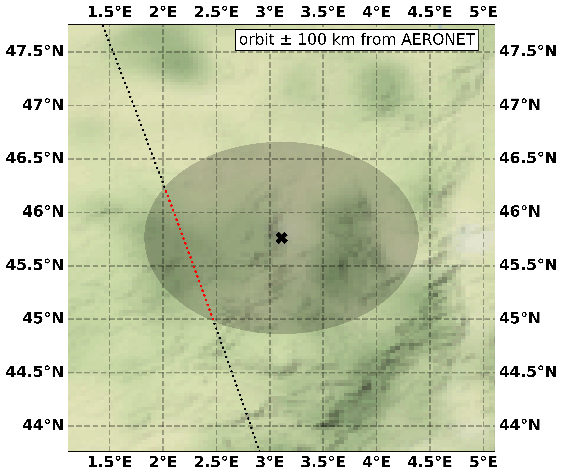 1.5°E 2°E 2.5°E 3°E 3.5°E 4°E 4.5°E 5°E
orbit ± 100 km from AERONET
47.5°N 47.5°N
47°N 47°N
46.5°N 46.5°N
46°N 46°N
45.5°N 45.5°N
45°N 45°N
44.5°N 44.5°N
44°N 44°N
1.5°E 2°E 2.5°E 3°E 3.5°E 4°E 4.5°E 5°E